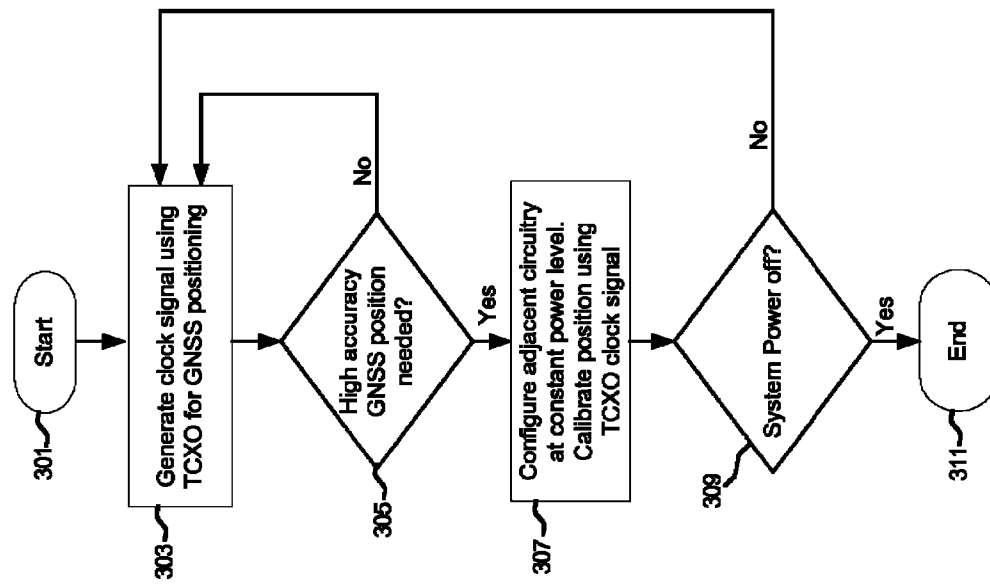 Start
301
Generate clock signal using
TCXO for GNSS positioning
303
High accuracy
GNSS position
needed?
305
No
Yes
Configure adjacent circuitry
at constant power level.
Calibrate position using
TCXO clock signal
307
System Power off?
309
No
Yes
End
311